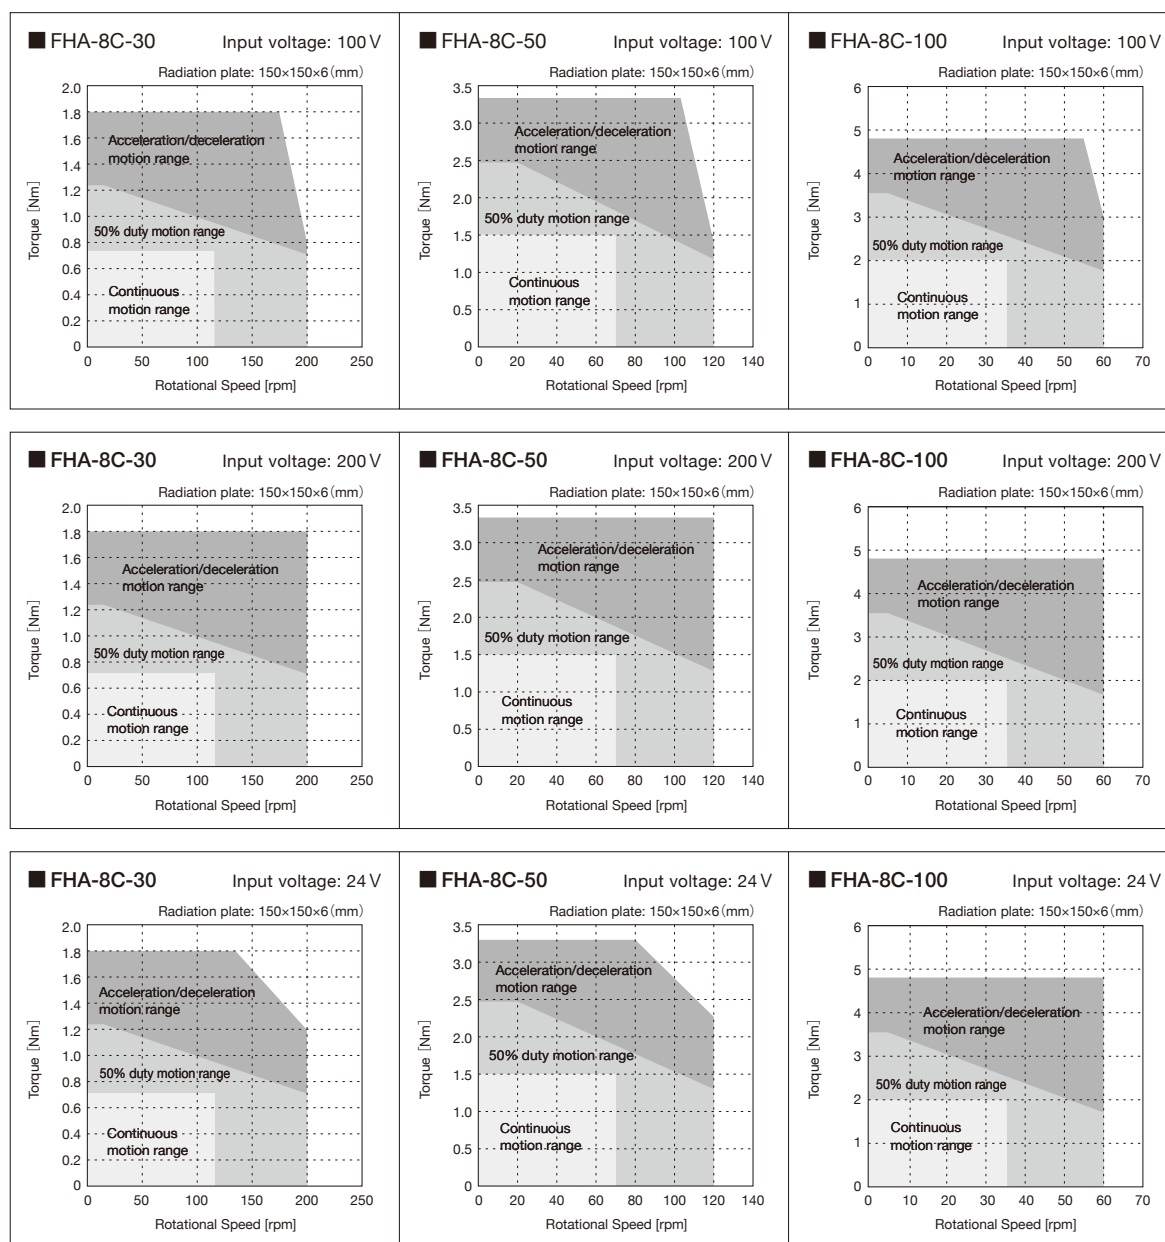 ■ FHA-8C-30 Input voltage: 100 V
Radiation plate: 150×150×6(mm)
2.0
1.8
1.6
1.4
1.2
1.0
0.8
0.6
0.4
0.2
0
Torque [Nm]
Acceleration/deceleration
motion range
50% duty motion range
Continuous
motion range
0 50 100 150 200 250
Rotational Speed [rpm]
■ FHA-8C-50 Input voltage: 100 V
Radiation plate: 150×150×6(mm)
3.5
3.0
2.5
2.0
1.5
1.0
0.5
0
Torque [Nm]
Acceleration/deceleration
motion range
50% duty motion range
Continuous
motion range
0 20 40 60 80 100 120 140
Rotational Speed [rpm]
■ FHA-8C-100 Input voltage: 100 V
Radiation plate: 150×150×6(mm)
6
5
4
3
2
1
0
Torque [Nm]
Acceleration/deceleration
motion range
50% duty motion range
Continuous
motion range
0 10 20 30 40 50 60 70
Rotational Speed [rpm]
■ FHA-8C-30 Input voltage: 200 V
Radiation plate: 150×150×6(mm)
2.0
1.8
1.6
1.4
1.2
1.0
0.8
0.6
0.4
0.2
0
Torque [Nm]
Acceleration/deceleration
motion range
50% duty motion range
Continuous
motion range
0 50 100 150 200 250
Rotational Speed [rpm]
■ FHA-8C-50 Input voltage: 200 V
Radiation plate: 150×150×6(mm)
3.5
3.0
2.5
2.0
1.5
1.0
0.5
0
Torque [Nm]
Acceleration/deceleration
motion range
50% duty motion range
Continuous
motion range
0 20 40 60 80 100 120 140
Rotational Speed [rpm]
■ FHA-8C-100 Input voltage: 200 V
Radiation plate: 150×150×6(mm)
6
5
4
3
2
1
0
Torque [Nm]
Acceleration/deceleration
motion range
50% duty motion range
Continuous
motion range
0 10 20 30 40 50 60 70
Rotational Speed [rpm]
■ FHA-8C-30 Input voltage: 24 V
Radiation plate: 150×150×6(mm)
2.0
1.8
1.6
1.4
1.2
1.0
0.8
0.6
0.4
0.2
0
Torque [Nm]
Acceleration/deceleration
motion range
50% duty motion range
Continuous
motion range
0 50 100 150 200 250
Rotational Speed [rpm]
■ FHA-8C-50 Input voltage: 24 V
Radiation plate: 150×150×6(mm)
3.5
3.0
2.5
2.0
1.5
1.0
0.5
0
Torque [Nm]
Acceleration/deceleration
motion range
50% duty motion range
Continuous
motion range
0 20 40 60 80 100 120 140
Rotational Speed [rpm]
■ FHA-8C-100 Input voltage: 24 V
Radiation plate: 150×150×6(mm)
6
5
4
3
2
1
0
Torque [Nm]
Acceleration/deceleration
motion range
50% duty motion range
Continuous
motion range
0 10 20 30 40 50 60 70
Rotational Speed [rpm]